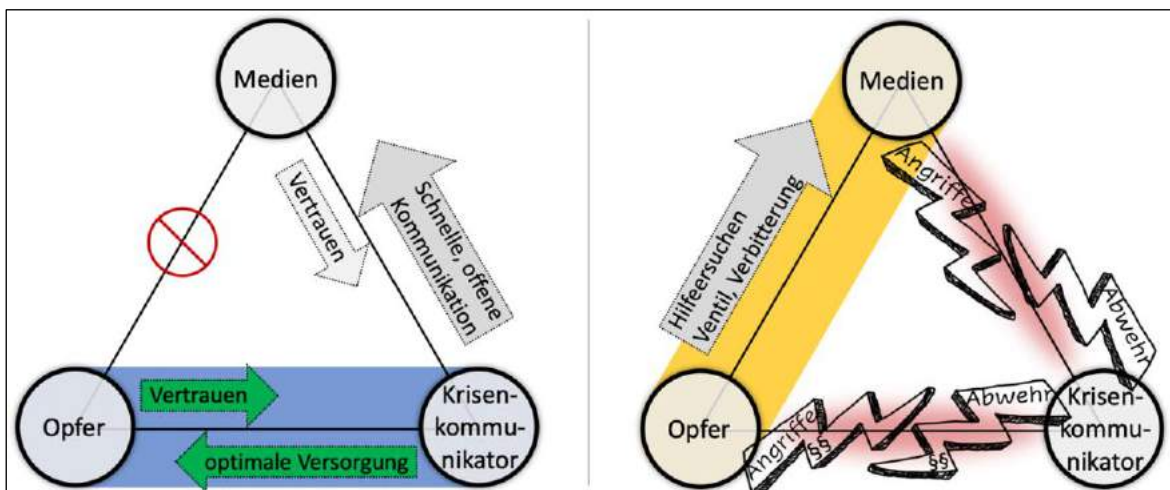 Medien
Vertrauen
Schnelle, offene
Kommunikation
Opfer
Vertrauen
optimale Versorgung
Krisen-
kommu-
nikator
Medien
Hilfeersuchen
Ventil, Verbitterung
Angriffe
Abwehr
Opfer
Angriffe
§§
Abwehr
§§
Krisen-
kommu-
nikator